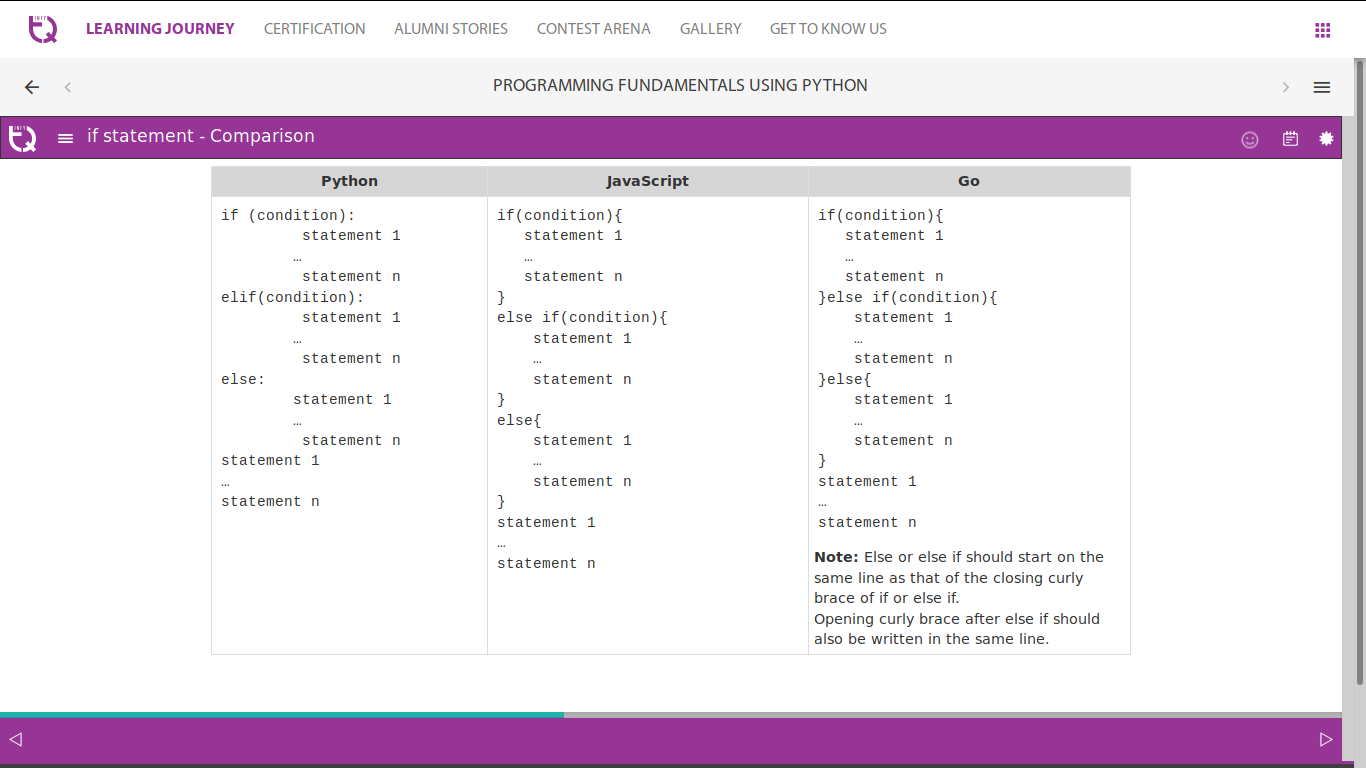 INFY TQ LEARNING JOURNEY CERTIFICATION ALUMNI STORIES CONTEST ARENA GALLERY GET TO KNOW US
PROGRAMMING FUNDAMENTALS USING PYTHON
INFY TQ if statement - Comparison
Python
if (condition):
statement 1
…
statement n
elif(condition):
statement 1
…
statement n
else:
statement 1
…
statement n
statement 1
…
statement n
JavaScript
if(condition){
statement 1
…
statement n
}
else if(condition){
statement 1
…
statement n
}
else{
statement 1
…
statement n
}
statement 1
…
statement n
Go
if(condition){
statement 1
…
statement n
}else if(condition){
statement 1
…
statement n
}else{
statement 1
…
statement n
}
statement 1
…
statement n
Note: Else or else if should start on the
same line as that of the closing curly
brace of if or else if.
Opening curly brace after else if should
also be written in the same line.